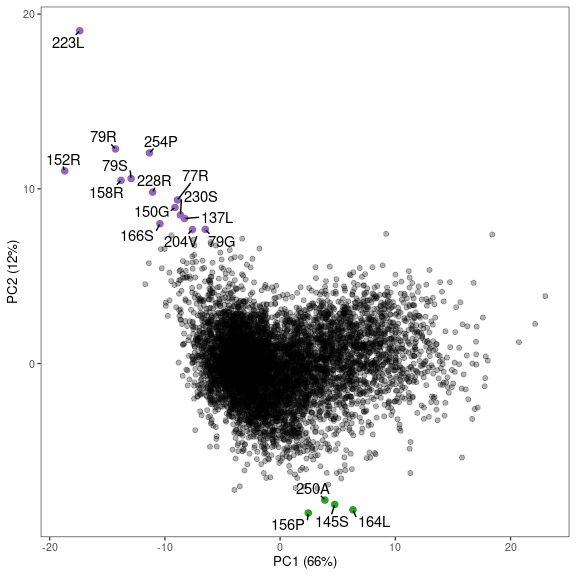 20
223L
79R
254P
152R
79S
77R
158R
228R
10
230S
150G
137L
166S
204V
79G
PC2 (12%)
0
250A
156P
145S
164L
-20
-10
0
10
20
PC1 (66%)